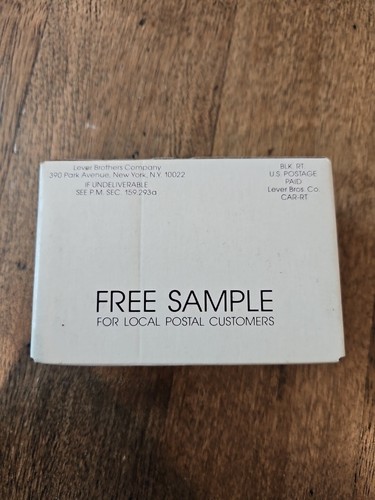 Lever Brothers Company
390 Park Avenue, New York, N.Y. 10022
IF UNDELIVERABLE
SEE P.M. SEC. 159.293a
BLK. RT.
U.S. POSTAGE
PAID
Lever Bros. Co.
CAR-RT
FREE SAMPLE
FOR LOCAL POSTAL CUSTOMERS